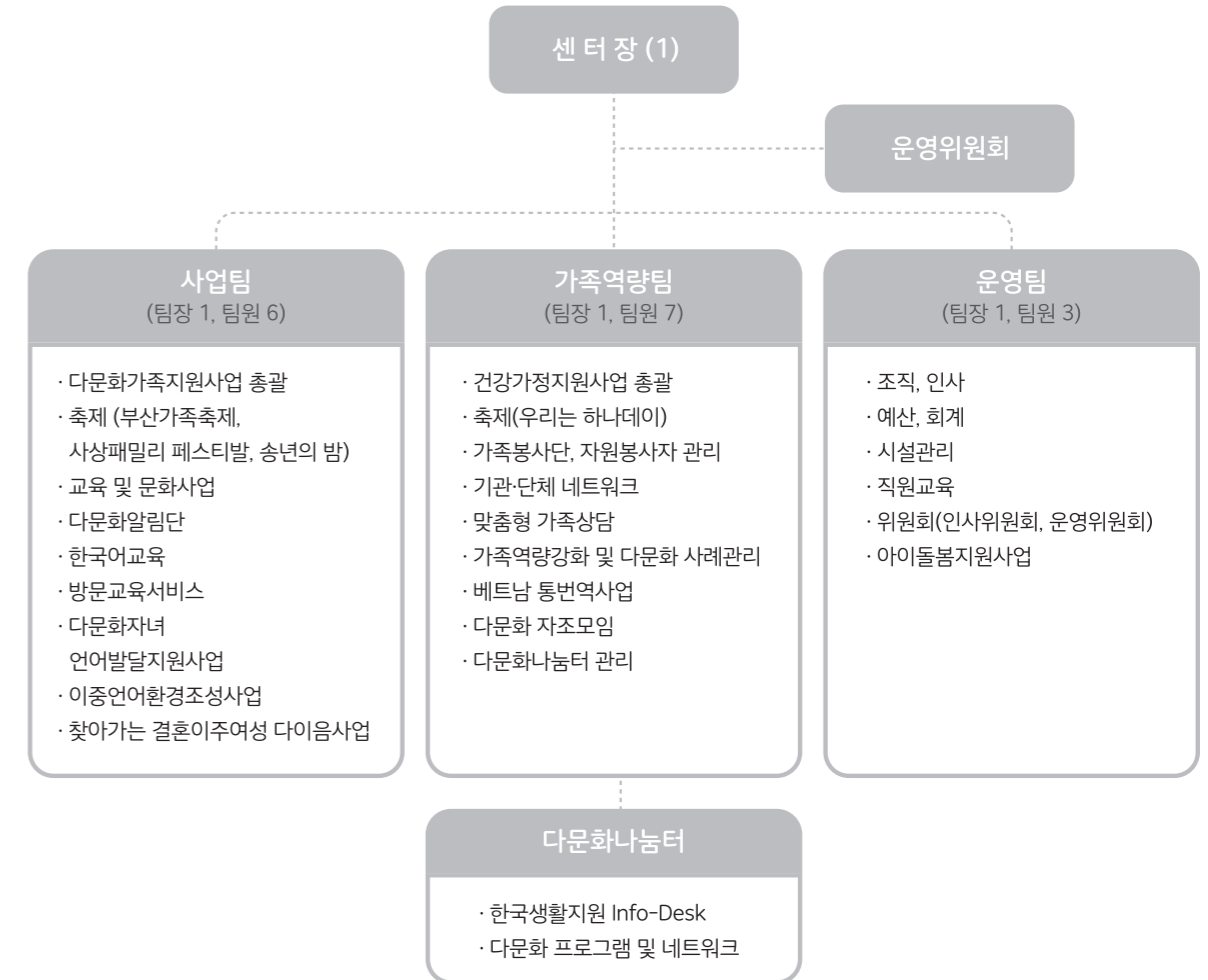 센 터 장 (1)
운영위원회
사업팀
(팀장 1, 팀원 6)
· 다문화가족지원사업 총괄
· 축제 (부산가족축제,
사상패밀리 페스티발, 송년의 밤)
· 교육 및 문화사업
· 다문화알림단
· 한국어교육
· 방문교육서비스
· 다문화자녀
언어발달지원사업
· 이중언어환경조성사업
· 찾아가는 결혼이주여성 다이음사업
가족역량팀
(팀장 1, 팀원 7)
· 건강가정지원사업 총괄
· 축제(우리는 하나데이)
· 가족봉사단, 자원봉사자 관리
· 기관·단체 네트워크
· 맞춤형 가족상담
· 가족역량강화 및 다문화 사례관리
· 베트남 통번역사업
· 다문화 자조모임
· 다문화나눔터 관리
운영팀
(팀장 1, 팀원 3)
· 조직, 인사
· 예산, 회계
· 시설관리
· 직원교육
· 위원회(인사위원회, 운영위원회)
· 아이돌봄지원사업
다문화나눔터
· 한국생활지원 Info-Desk
· 다문화 프로그램 및 네트워크